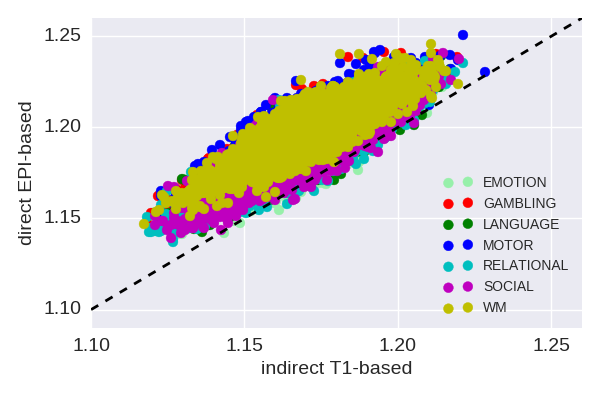 1.25
1.20
1.15
1.10
direct EPI-based
EMOTION
GAMBLING
LANGUAGE
MOTOR
RELATIONAL
SOCIAL
WM
1.10 1.15 1.20 1.25
indirect T1-based